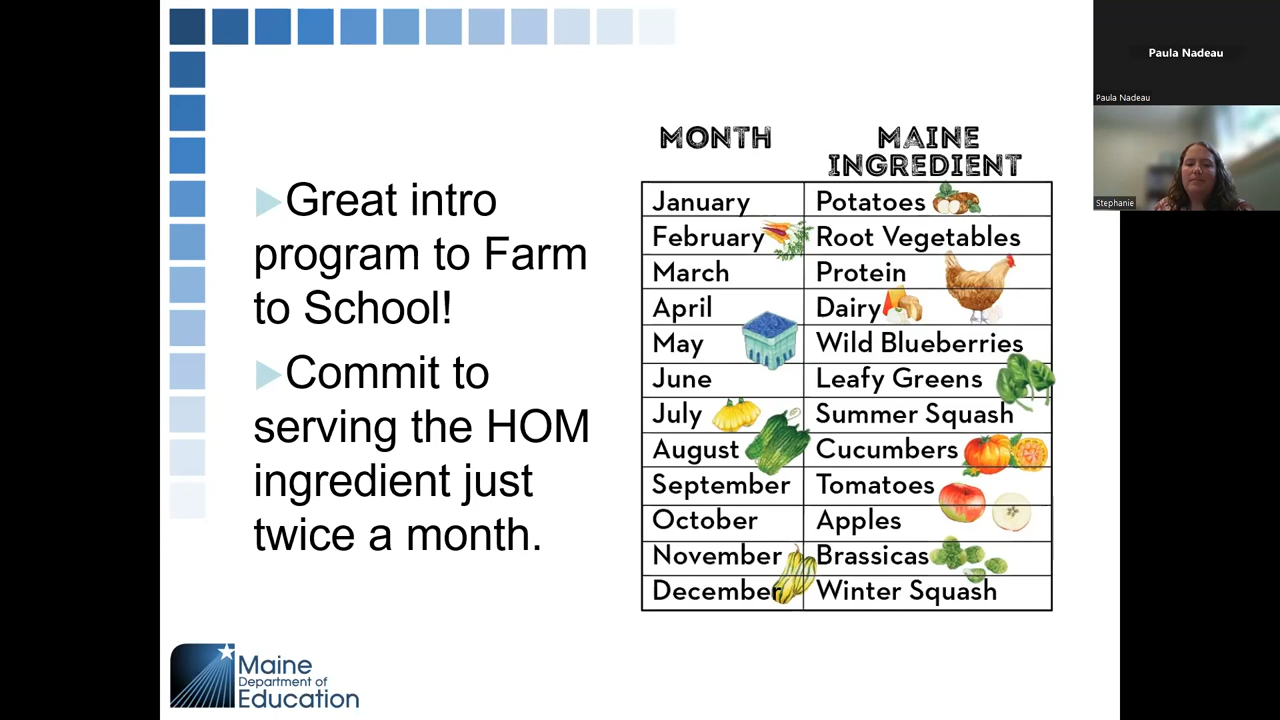 Great intro
program to Farm
to School!
Commit to
serving the HOM
ingredient just
twice a month.
MONTH MAINE INGREDIENT
January Potatoes
February Root Vegetables
March Protein
April Dairy
May Wild Blueberries
June Leafy Greens
July Summer Squash
August Cucumbers
September Tomatoes
October Apples
November Brassicas
December Winter Squash
Maine
Department of
Education
Paula Nadeau
Paula Nadeau
Stephanie